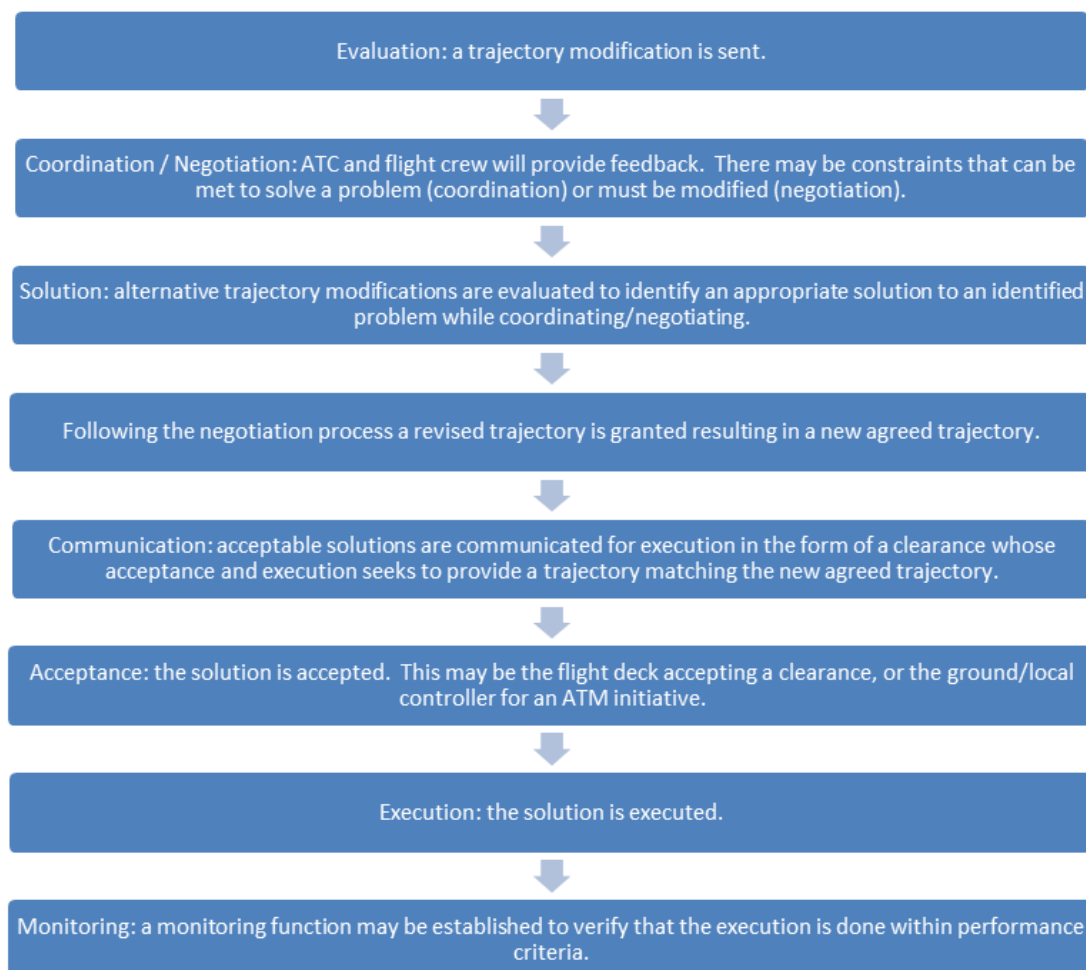 Evaluation: a trajectory modification is sent.
Coordination / Negotiation: ATC and flight crew will provide feedback.  There may be constraints that can be
met to solve a problem (coordination) or must be modified (negotiation).
Solution: alternative trajectory modifications are evaluated to identify an appropriate solution to an identified
problem while coordinating/negotiating.
Following the negotiation process a revised trajectory is granted resulting in a new agreed trajectory.
Communication: acceptable solutions are communicated for execution in the form of a clearance whose
acceptance and execution seeks to provide a trajectory matching the new agreed trajectory.
Acceptance: the solution is accepted.  This may be the flight deck accepting a clearance, or the ground/local
controller for an ATM initiative.
Execution: the solution is executed.
Monitoring: a monitoring function may be established to verify that the execution is done within performance
criteria.